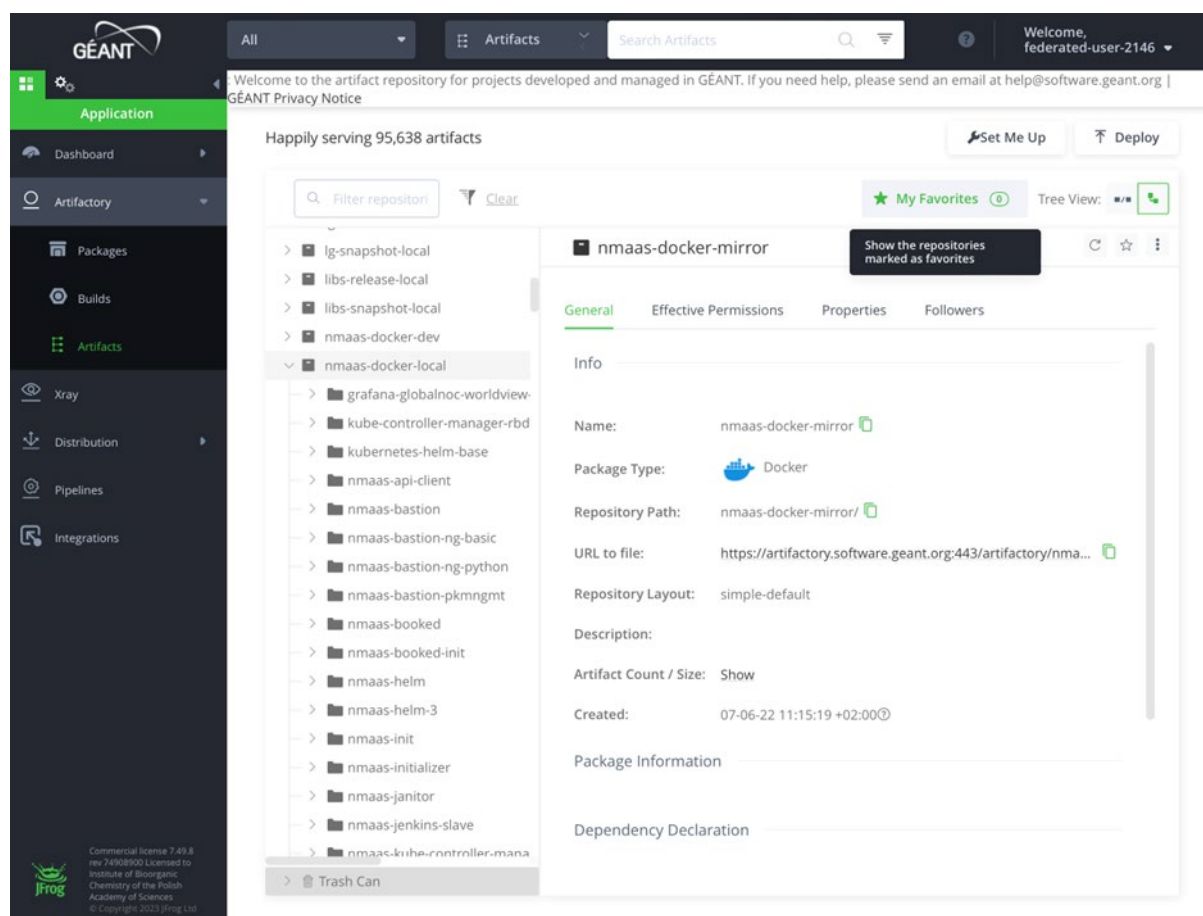 GÉANT
All
Artifacts
Search Artifacts
Welcome,
federated-user-2146
: Welcome to the artifact repository for projects developed and managed in GÉANT. If you need help, please send an email at help@software.geant.org |
GÉANT Privacy Notice
Application
Dashboard
Artifactory
Packages
Builds
Artifacts
Xray
Distribution
Pipelines
Integrations
JFrog
Commercial license 7.49.8
rev 74908900 Licensed to
Institute of Bioorganic
Chemistry of the Polish
Academy of Sciences
© Copyright 2023 JFrog Ltd
Happily serving 95,638 artifacts
Set Me Up
Deploy
Filter repositori
Clear
My Favorites 0
Tree View:
Show the repositories
marked as favorites
lg-snapshot-local
libs-release-local
libs-snapshot-local
nmaas-docker-dev
nmaas-docker-local
grafana-globalnoc-worldview-
kube-controller-manager-rbd
kubernetes-helm-base
nmaas-api-client
nmaas-bastion
nmaas-bastion-ng-basic
nmaas-bastion-ng-python
nmaas-bastion-pkmngmt
nmaas-booked
nmaas-booked-init
nmaas-helm
nmaas-helm-3
nmaas-init
nmaas-initializer
nmaas-janitor
nmaas-jenkins-slave
nmaas-kube-controller-mana
Trash Can
nmaas-docker-mirror
General Effective Permissions Properties Followers
Info
Name: nmaas-docker-mirror
Package Type: Docker
Repository Path: nmaas-docker-mirror/
URL to file: https://artifactory.software.geant.org:443/artifactory/nma...
Repository Layout: simple-default
Description:
Artifact Count / Size: Show
Created: 07-06-22 11:15:19 +02:00
Package Information
Dependency Declaration